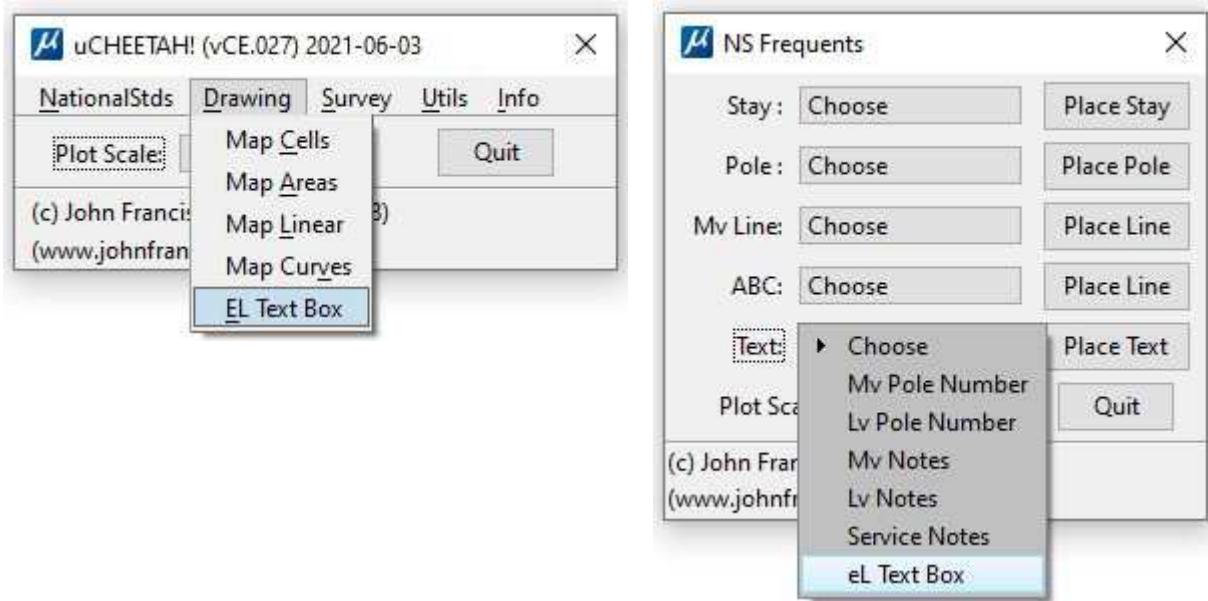 uCHEETAH! (vCE.027) 2021-06-03
NationalStds Drawing Survey Utils Info
Plot Scale: Quit
Map Cells
Map Areas
Map Linear
Map Curves
EL Text Box
(c) John Francis
(www.johnfran
NS Frequents
Stay : Choose Place Stay
Pole : Choose Place Pole
Mv Line: Choose Place Line
ABC: Choose Place Line
Text: Choose Place Text
Mv Pole Number
Plot Sca Quit
Lv Pole Number
Mv Notes
(c) John Fran
Lv Notes
(www.johnfr
Service Notes
eL Text Box